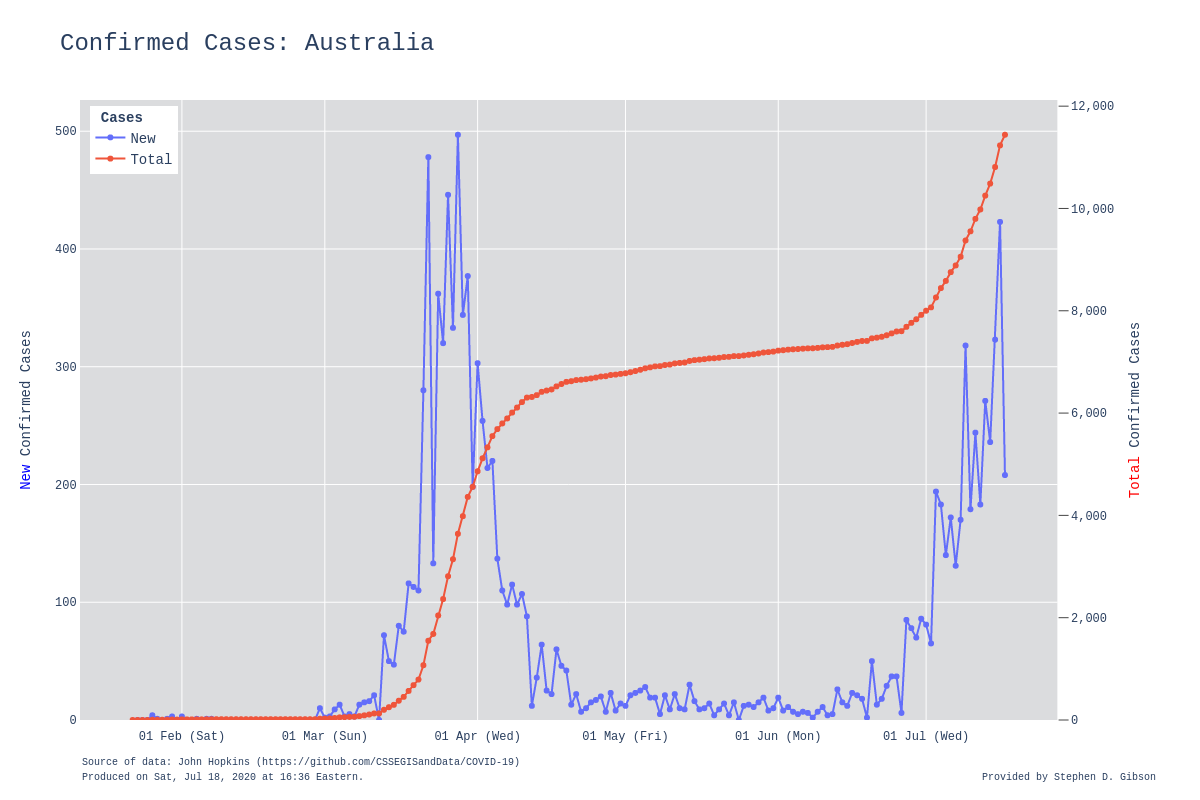 Confirmed Cases: Australia
Cases
New
Total
500
400
300
200
100
0
12,000
10,000
8,000
6,000
4,000
2,000
0
New Confirmed Cases
Total Confirmed Cases
01 Feb (Sat)
01 Mar (Sun)
01 Apr (Wed)
01 May (Fri)
01 Jun (Mon)
01 Jul (Wed)
Source of data: John Hopkins (https://github.com/CSSEGISandData/COVID-19)
Produced on Sat, Jul 18, 2020 at 16:36 Eastern.
Provided by Stephen D. Gibson